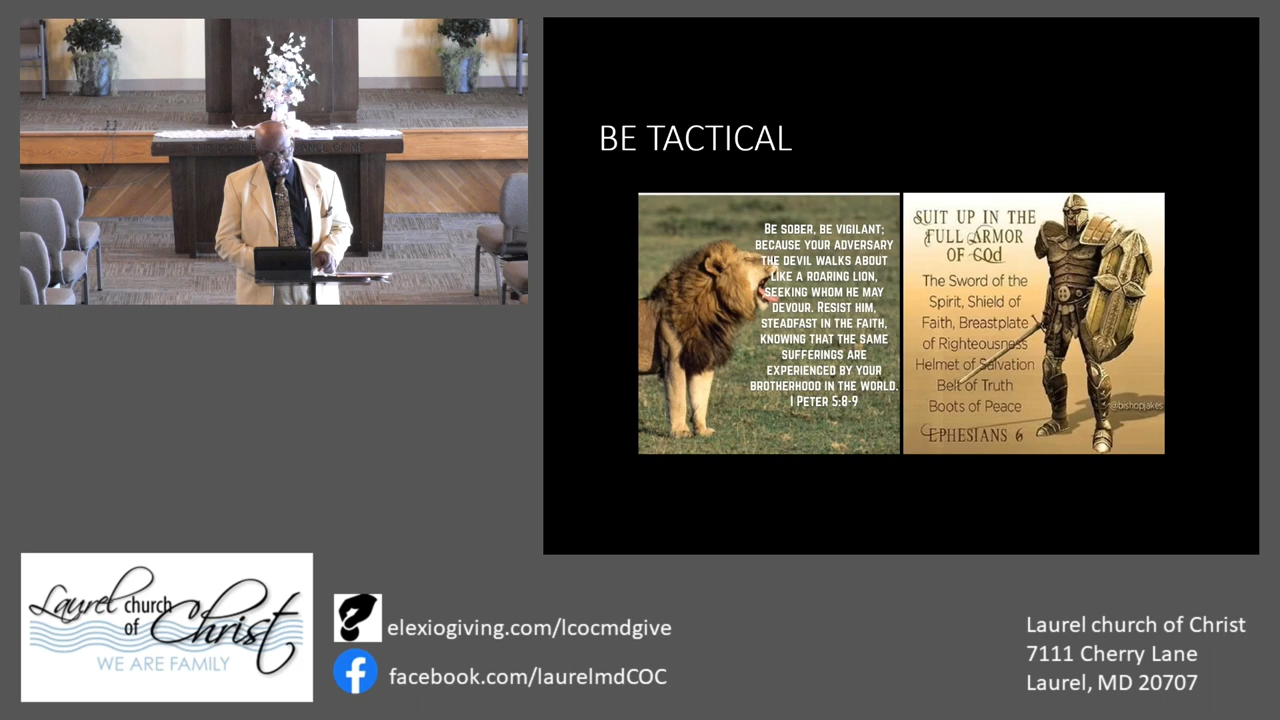 BE TACTICAL
Be sober, be vigilant;
because your adversary
the devil walks about
like a roaring lion,
seeking whom he may
devour. Resist him,
steadfast in the faith,
knowing that the same
sufferings are
experienced by your
brotherhood in the world.
1 Peter 5:8-9
SUIT UP IN THE
FULL ARMOR
OF GOd
The Sword of the
Spirit, Shield of
Faith, Breastplate
of Righteousness
Helmet of Salvation
Belt of Truth
Boots of Peace
@bishopjakes
EPHESIANS 6
Laurel church
of Christ
WE ARE FAMILY
elexiogiving.com/lcocmdgive
facebook.com/laurelmdCOC
Laurel church of Christ
7111 Cherry Lane
Laurel, MD 20707